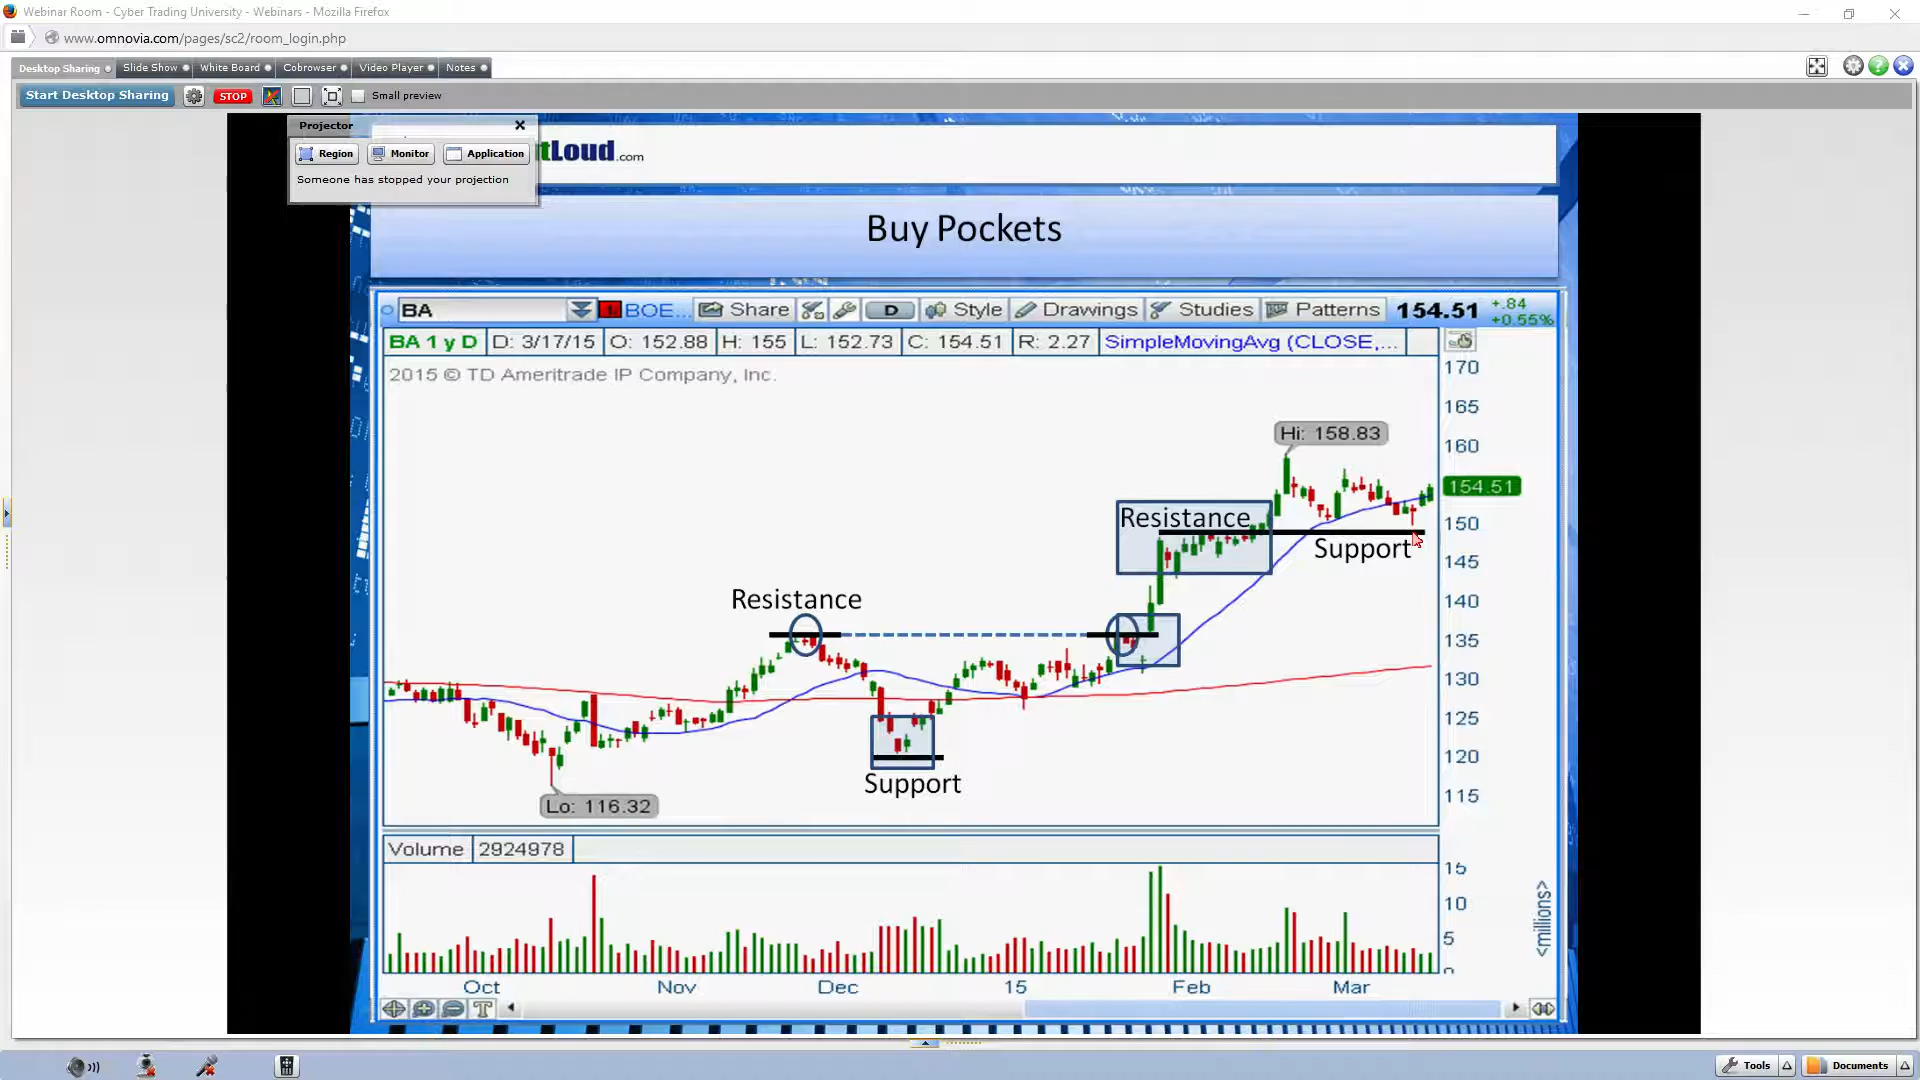 Webinar Room - Cyber Trading University - Webinars - Mozilla Firefox
www.omnovia.com/pages/sc2/room_login.php
Desktop Sharing
Slide Show
White Board
Cobrowser
Video Player
Notes
Start Desktop Sharing
STOP
Small preview
Projector
Region
Monitor
Application
Someone has stopped your projection
tLoud.com
Buy Pockets
BA
BOE...
Share
D
Style
Drawings
Studies
Patterns
154.51
+.84
+0.55%
BA 1 y D
D: 3/17/15
O: 152.88
H: 155
L: 152.73
C: 154.51
R: 2.27
SimpleMovingAvg (CLOSE,...
2015 © TD Ameritrade IP Company, Inc.
170
165
160
154.51
150
145
140
135
130
125
120
115
Hi: 158.83
Resistance
Support
Resistance
Support
Lo: 116.32
Volume
2924978
15
10
5
0
<millions>
Oct
Nov
Dec
15
Feb
Mar
T
Tools
Documents